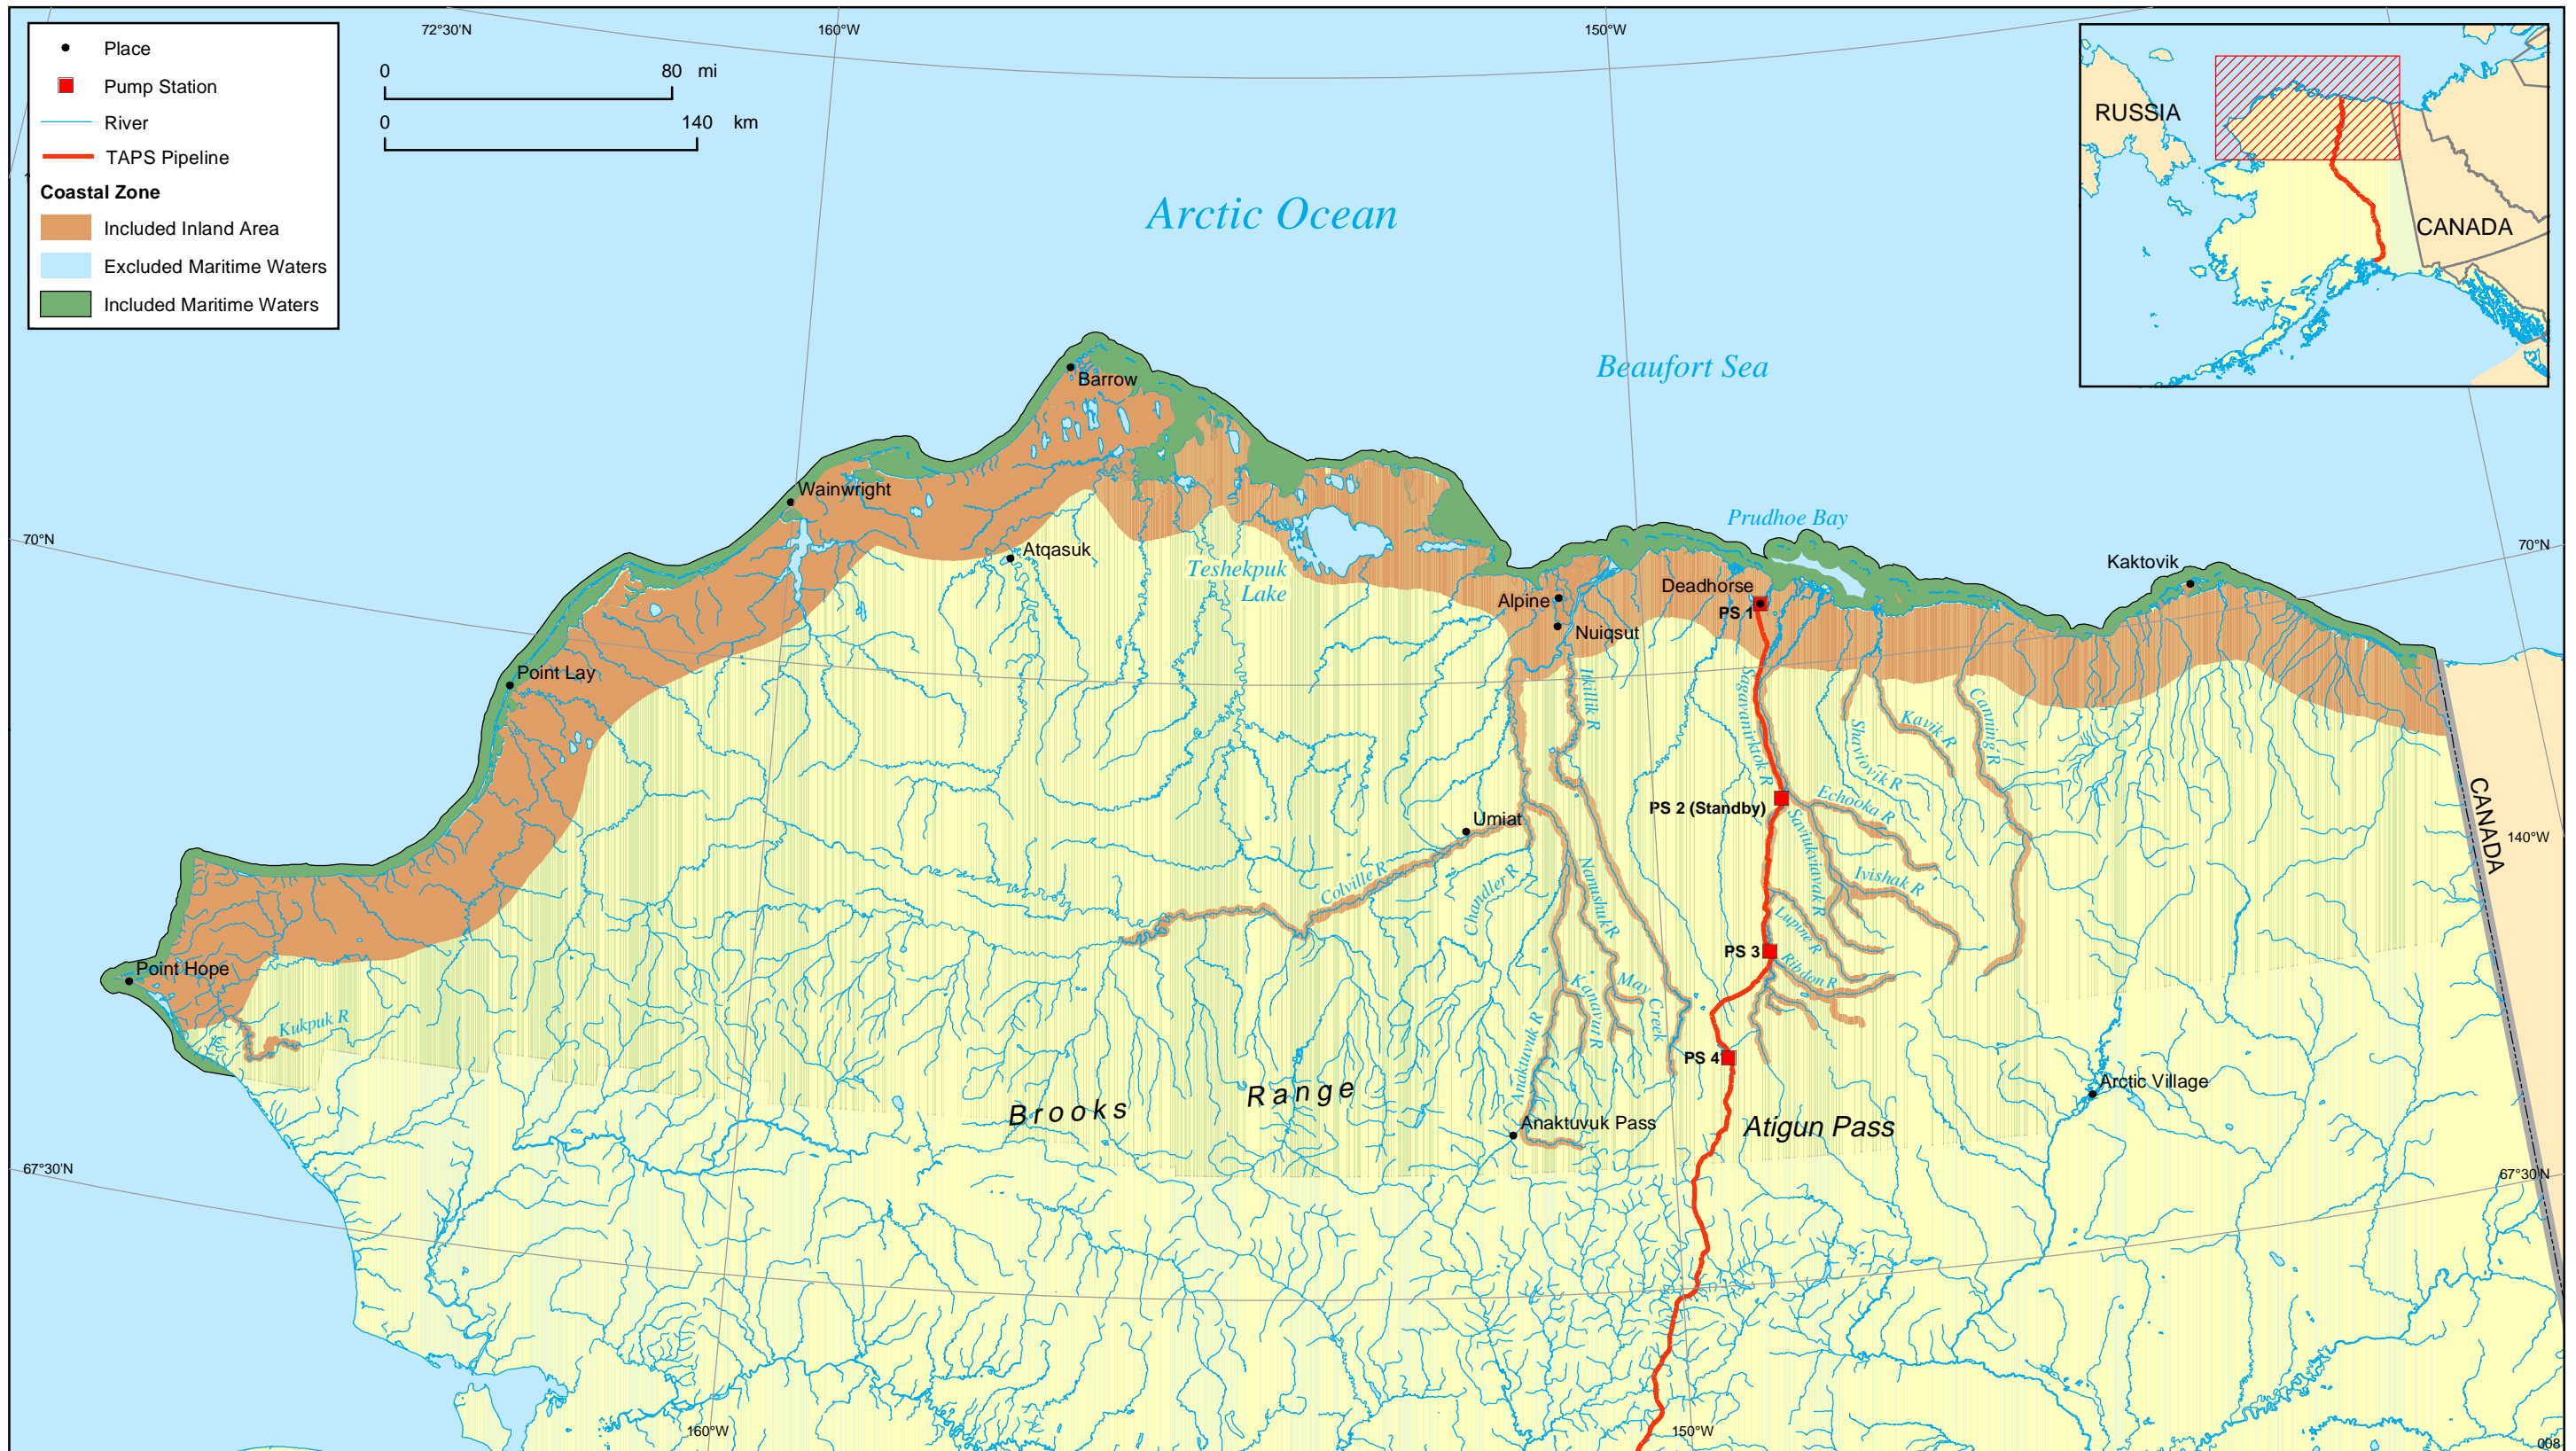 72°30'N
160°W
150°W
Place
Pump Station
River
TAPS Pipeline
Coastal Zone
Included Inland Area
Excluded Maritime Waters
Included Maritime Waters
0 80 mi
0 140 km
RUSSIA
CANADA
Arctic Ocean
Beaufort Sea
Barrow
Wainwright
Prudhoe Bay
70°N
70°N
Atqasuk
Kaktovik
Teshekpuk
Lake
Deadhorse
Alpine
PS 1
Nuiqsut
Point Lay
Itkillik R
Sagavanirktok R
Shaviovik R
Kavik R
Canning R
CANADA
PS 2 (Standby)
Echooka R
Umiat
140°W
Savukviayak R
Colville R
Chandler R
Nanushuk R
Ivishak R
Lupine R
PS 3
Ribdon R
Point Hope
Kukpuk R
May Creek
Kanayut R
Anaktuvuk R
PS 4
Arctic Village
Brooks Range
Anaktuvuk Pass
Atigun Pass
67°30'N
67°30'N
160°W
150°W